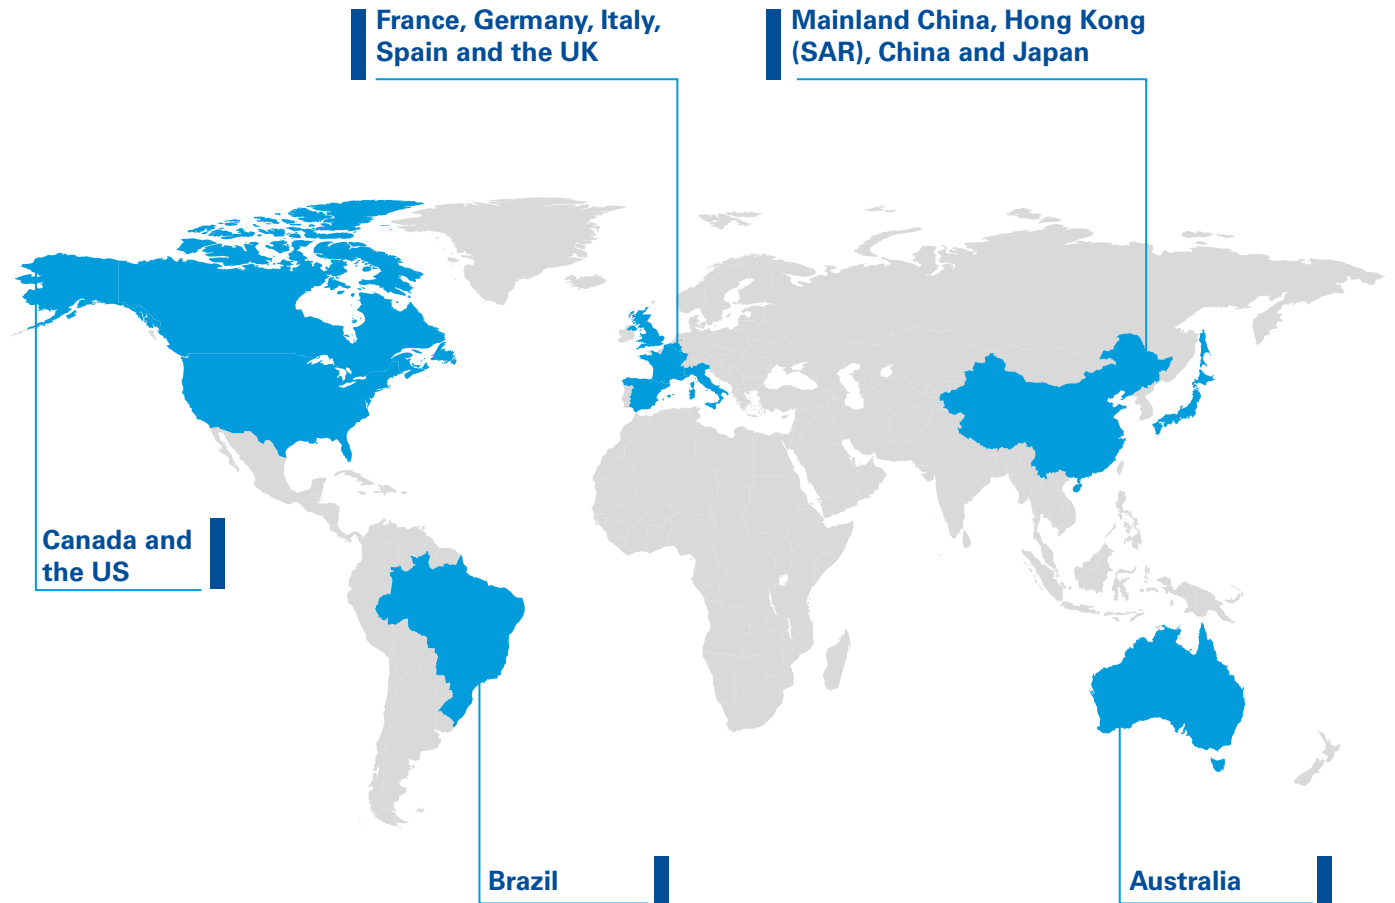 France, Germany, Italy,
Spain and the UK
Mainland China, Hong Kong
(SAR), China and Japan
Canada and
the US
Brazil
Australia